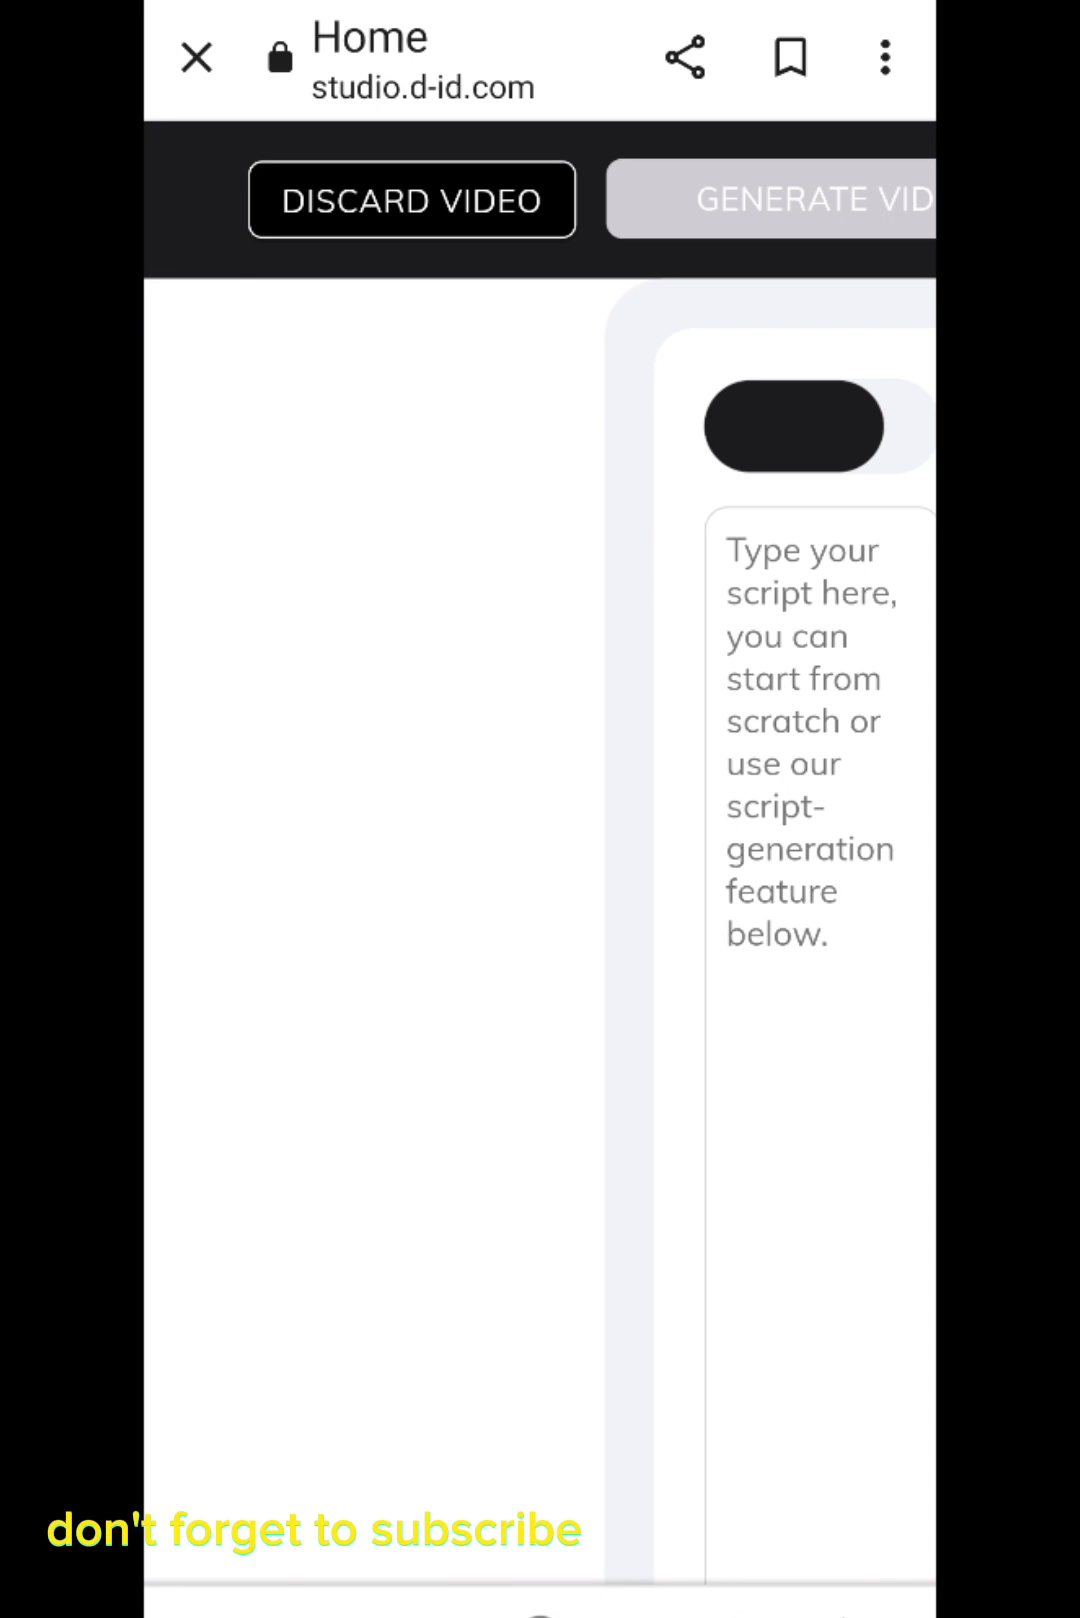 Home
studio.d-id.com
DISCARD VIDEO
GENERATE VID
Type your
script here,
you can
start from
scratch or
use our
script-
generation
feature
below.
don't forget to subscribe